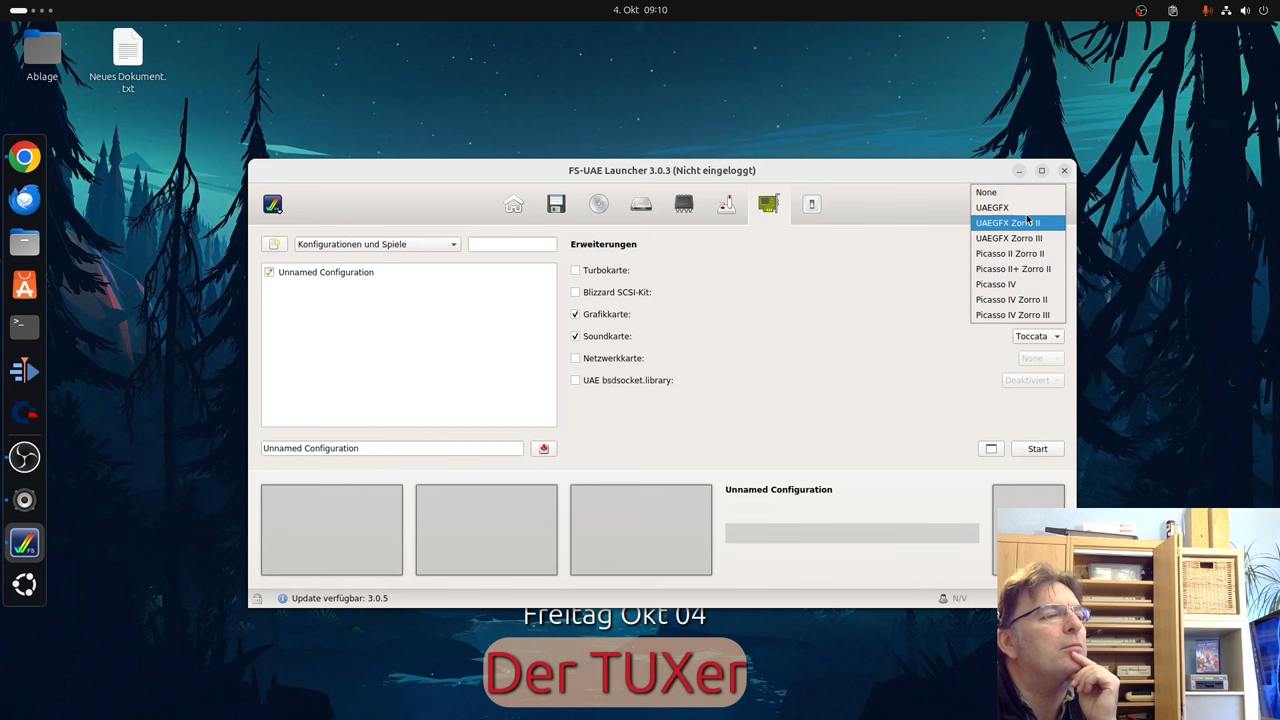 4. Okt 09:10
Ablage
Neues Dokument.
txt
FS-UAE Launcher 3.0.3 (Nicht eingeloggt)
None
UAEGFX
UAEGFX Zorro II
UAEGFX Zorro III
Picasso II Zorro II
Picasso II+ Zorro II
Picasso IV
Picasso IV Zorro II
Picasso IV Zorro III
Konfigurationen und Spiele
Unnamed Configuration
Erweiterungen
Turbokarte:
Blizzard SCSI-Kit:
Grafikkarte:
Soundkarte:
Toccata
Netzwerkkarte:
None
UAE bsdsocket.library:
Deaktiviert
Unnamed Configuration
Start
Unnamed Configuration
Update verfügbar: 3.0.5
N/V
FS
Freitag Okt 04
Der TUXer